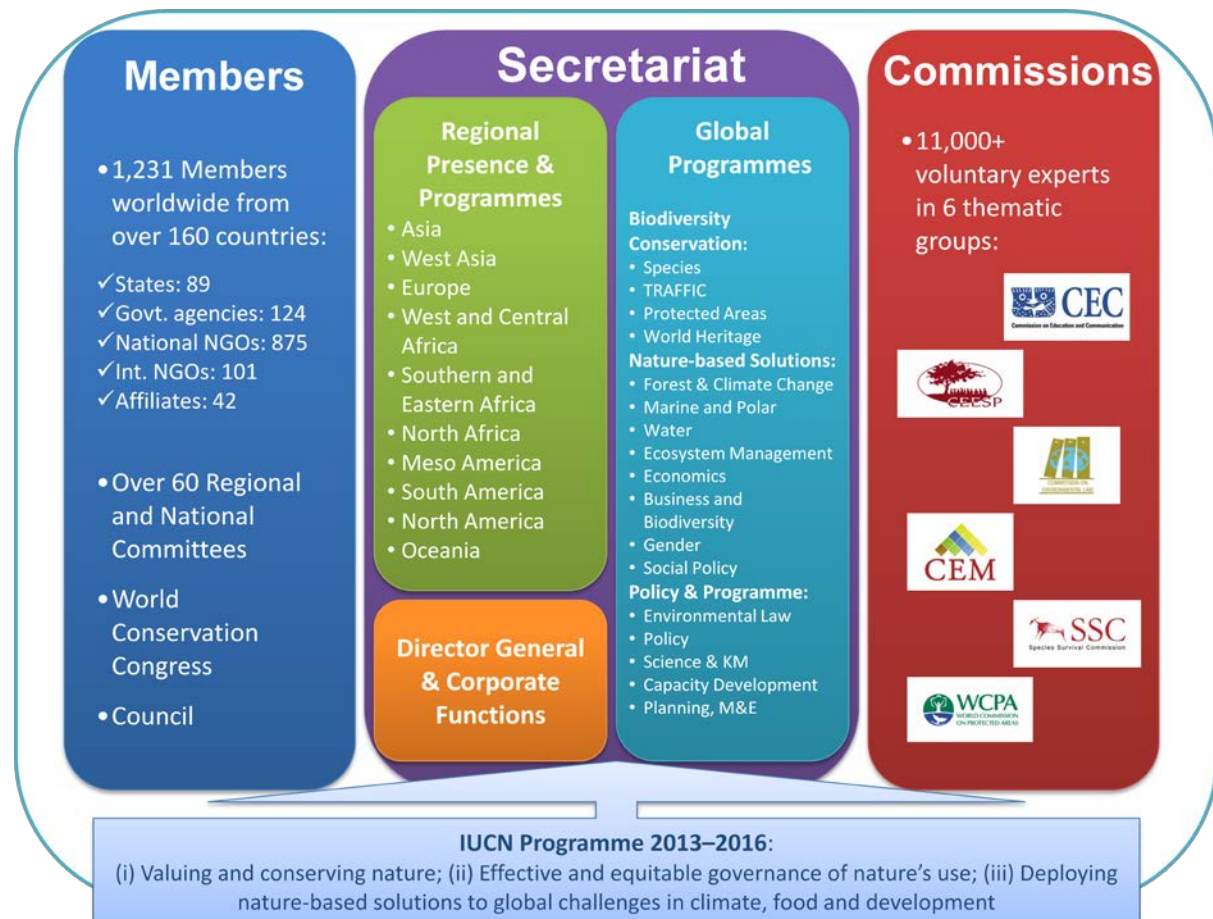 Members
•1,231 Members
worldwide from
over 160 countries:
✓States: 89
✓Govt. agencies: 124
✓National NGOs: 875
✓Int. NGOs: 101
✓Affiliates: 42
•Over 60 Regional
and National
Committees
•World
Conservation
Congress
•Council
Secretariat
Regional
Presence &
Programmes
• Asia
• West Asia
• Europe
• West and Central
Africa
• Southern and
Eastern Africa
• North Africa
• Meso America
• South America
• North America
• Oceania
Director General
& Corporate
Functions
Global
Programmes
Biodiversity
Conservation:
• Species
• TRAFFIC
• Protected Areas
• World Heritage
Nature-based Solutions:
• Forest & Climate Change
• Marine and Polar
• Water
• Ecosystem Management
• Economics
• Business and
Biodiversity
• Gender
• Social Policy
Policy & Programme:
• Environmental Law
• Policy
• Science & KM
• Capacity Development
• Planning, M&E
Commissions
•11,000+
voluntary experts
in 6 thematic
groups:
CEC
Commission on Education and Communication
CEESP
COMMISSION ON
ENVIRONMENTAL LAW
CEM
SSC
Species Survival Commission
WCPA
WORLD COMMISSION
ON PROTECTED AREAS
IUCN Programme 2013–2016:
(i) Valuing and conserving nature; (ii) Effective and equitable governance of nature's use; (iii) Deploying
nature-based solutions to global challenges in climate, food and development